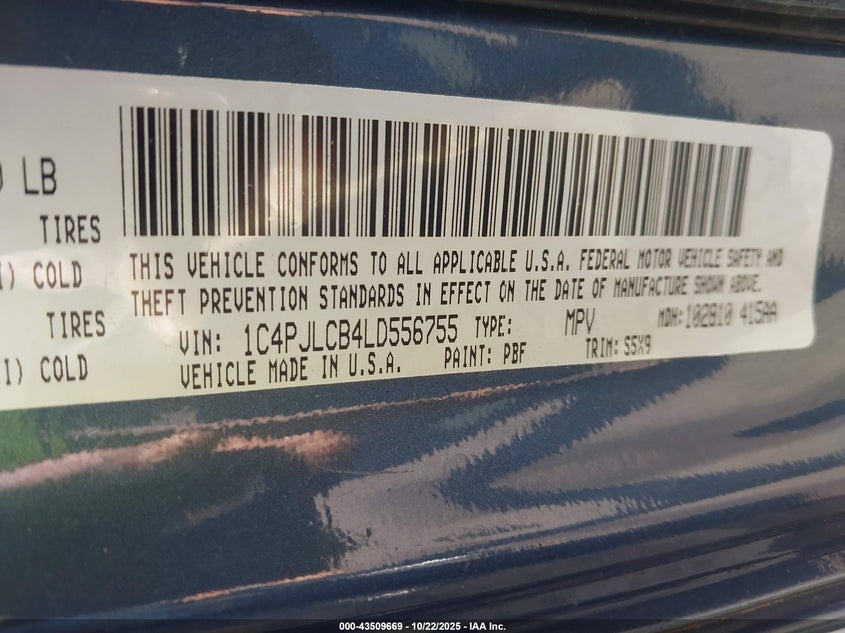 LB
TIRES
COLD
TIRES
COLD
THIS VEHICLE CONFORMS TO ALL APPLICABLE U.S.A. FEDERAL MOTOR VEHICLE SAFETY AND
THEFT PREVENTION STANDARDS IN EFFECT ON THE DATE OF MANUFACTURE SHOWN ABOVE.
VIN: 1C4PJLCB4LD556755 TYPE: MPV MDH: 102810 415AA
VEHICLE MADE IN U.S.A. PAINT: PBF TRIM: S5X9
000-43509669 - 10/22/2025 - IAA Inc.